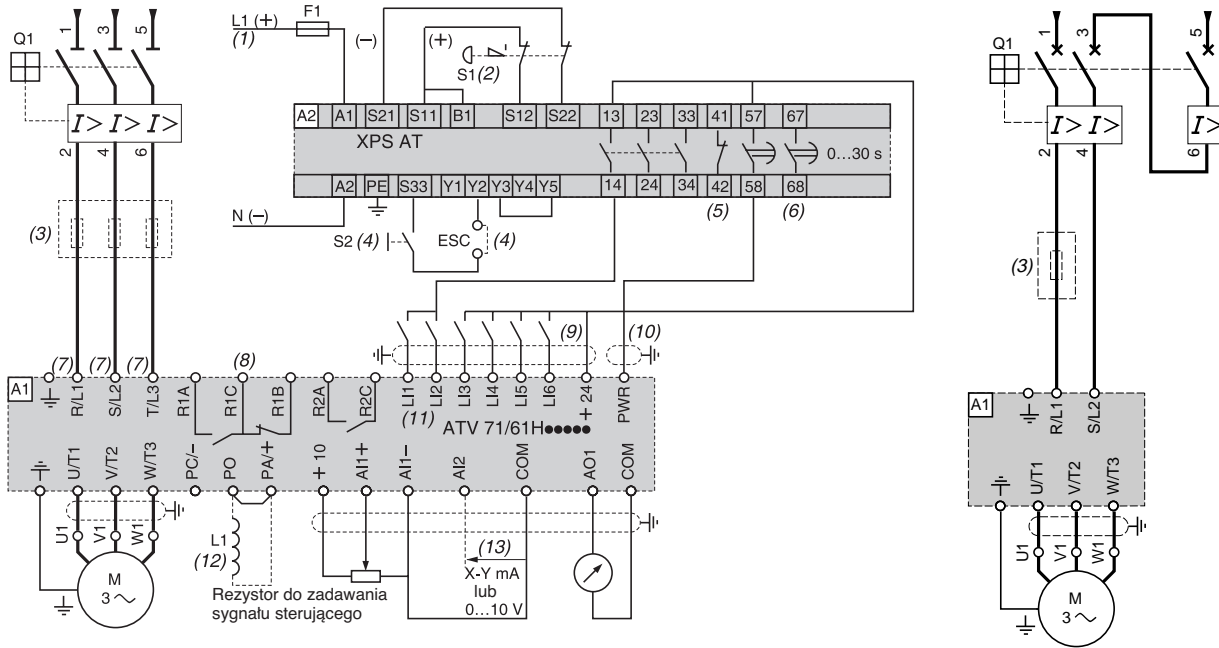 1 3 5
Q1
I> I> I>
2 4 6
(3)
L1 (+)
(1)
F1
(–)
(+)
S1 (2)
A2 A1 S21 S11 B1 S12 S22 13 23 33 41 57 67
XPS AT
0...30 s
A2 PE S33 Y1 Y2 Y3 Y4 Y5 14 24 34 42 58 68
(5) (6)
N (–)
S2 (4)
ESC (4)
(9) (10)
(7) (7) (7) (8)
A1
R/L1 S/L2 T/L3 R1A R1C R1B R2A R2C LI1 LI2 LI3 LI4 LI5 LI6 +24 PWR
(11)
ATV 71/61H●●●●●
U/T1 V/T2 W/T3 PC/- PO PA/+ +10 AI1+ AI1- AI2 COM AO1 COM
U1 V1 W1
M
3 ~
L1
(12)
Rezystor do zadawania
sygnału sterującego
(13)
X-Y mA
lub
0...10 V
1 3 5
Q1
I> I> I>
2 4 6
(3)
A1
R/L1 S/L2
U/T1 V/T2 W/T3
U1 V1 W1
M
3 ~